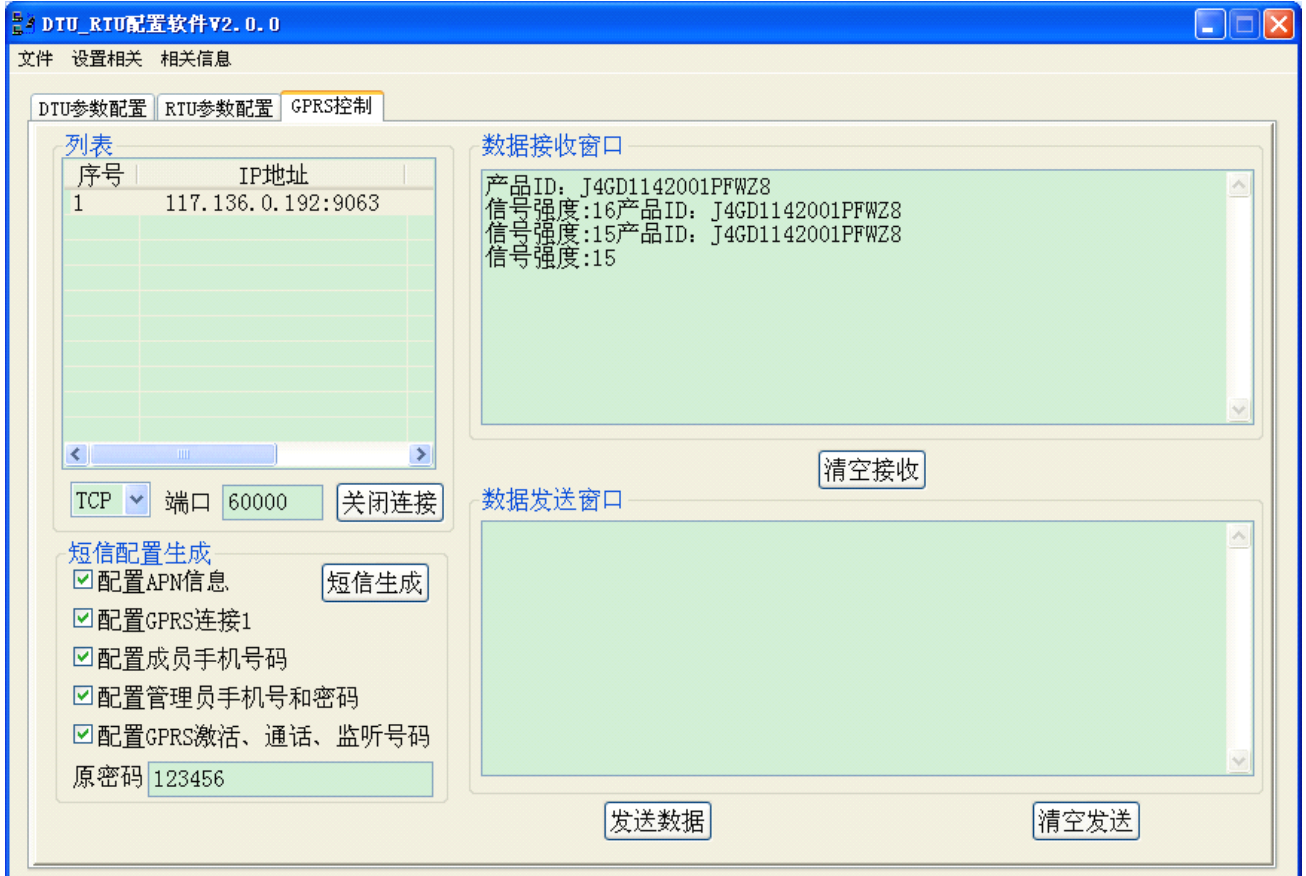 DTU_RTU配置软件V2.0.0
文件 设置相关 相关信息
DTU参数配置 RTU参数配置 GPRS控制
列表
序号 IP地址
1 117.136.0.192:9063
TCP 端口 60000 关闭连接
短信配置生成
配置APN信息 短信生成
配置GPRS连接1
配置成员手机号码
配置管理员手机号和密码
配置GPRS激活、通话、监听号码
原密码 123456
数据接收窗口
产品ID: J4GD1142001PFWZ8
信号强度:16产品ID: J4GD1142001PFWZ8
信号强度:15产品ID: J4GD1142001PFWZ8
信号强度:15
清空接收
数据发送窗口
发送数据 清空发送